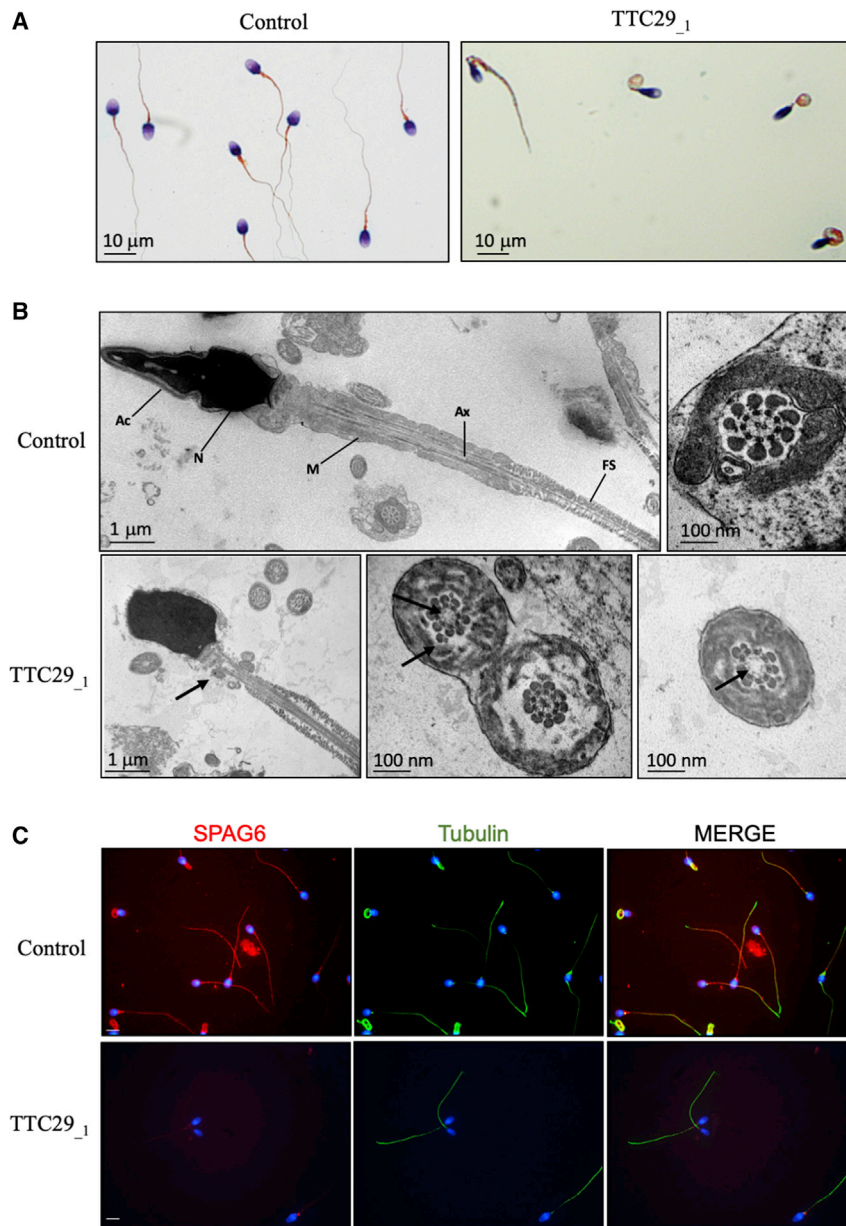 A
Control
TTC29_1
10 μm
10 μm
B
Control
Ac
N
M
Ax
FS
1 μm
100 nm
TTC29_1
1 μm
100 nm
100 nm
C
SPAG6
Tubulin
MERGE
Control
TTC29_1